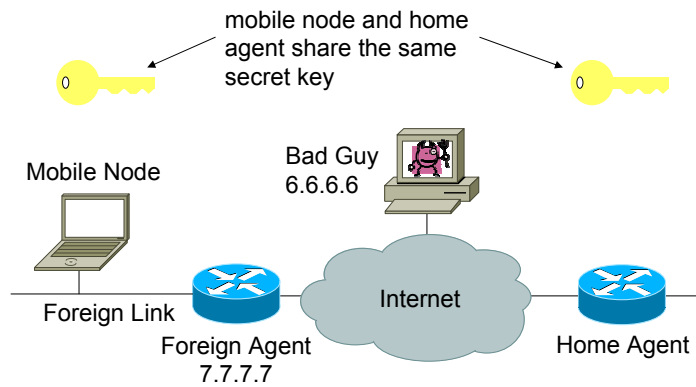 mobile node and home
agent share the same
secret key
Bad Guy
6.6.6.6
Mobile Node
Internet
Foreign Link
Foreign Agent
7.7.7.7
Home Agent